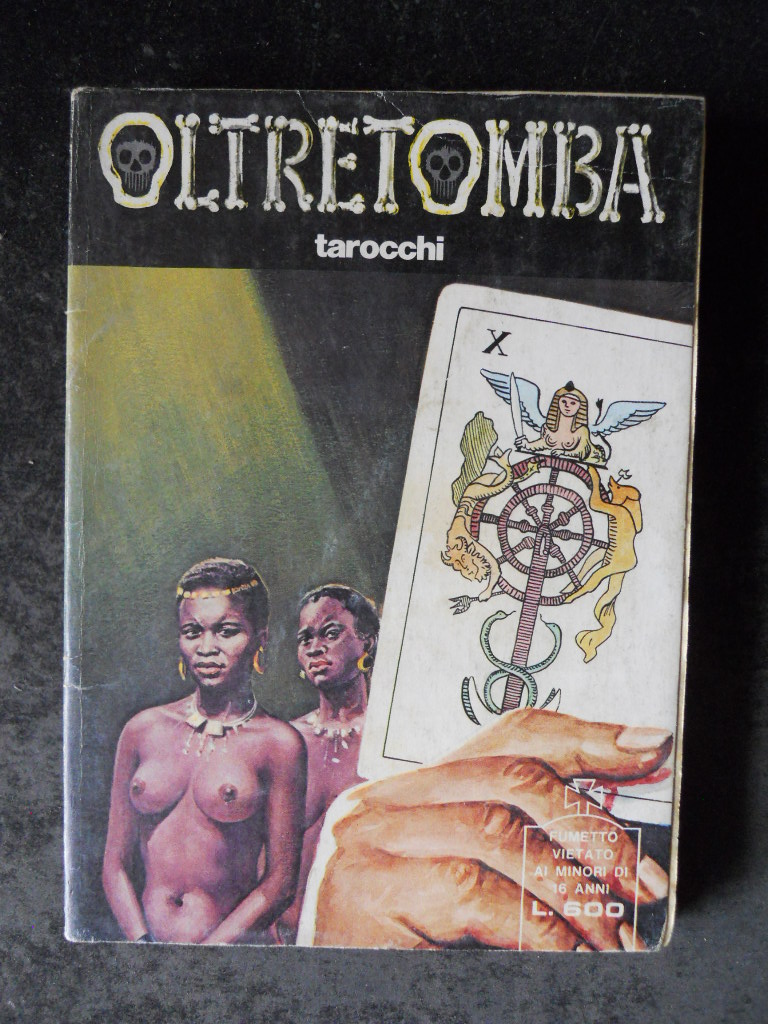 OLTRETOMBA
tarocchi
X
FUMETTO
VIETATO
AI MINORI DI
16 ANNI
L. 600